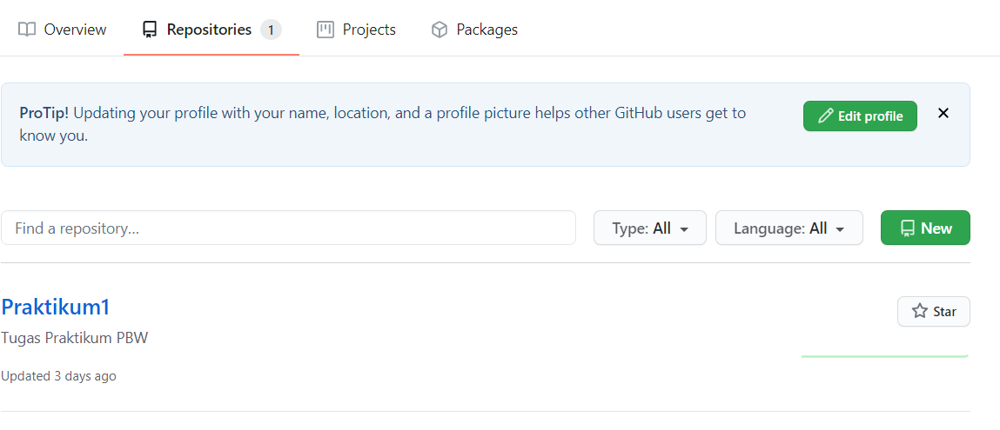 Overview Repositories 1 Projects Packages
ProTip! Updating your profile with your name, location, and a profile picture helps other GitHub users get to
know you.
Edit profile
Find a repository...
Type: All
Language: All
New
Praktikum1
Star
Tugas Praktikum PBW
Updated 3 days ago